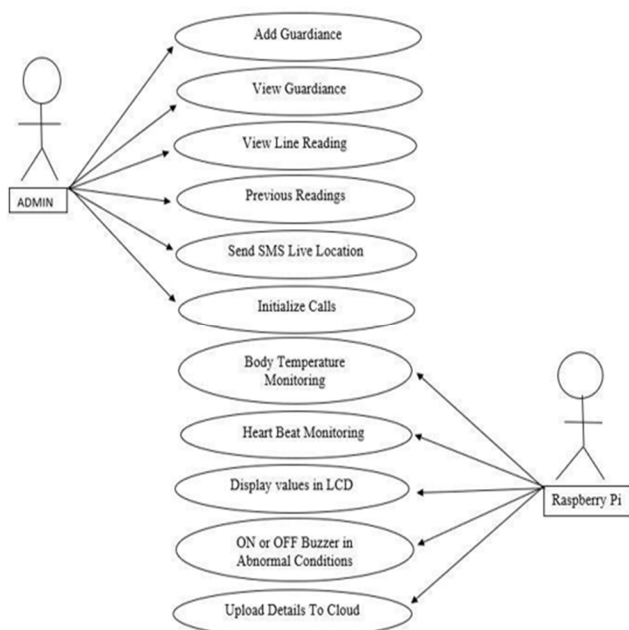 Add Guardiance
View Guardiance
View Line Reading
ADMIN
Previous Readings
Send SMS Live Location
Initialize Calls
Body Temperature
Monitoring
Heart Beat Monitoring
Display values in LCD
Raspberry Pi
ON or OFF Buzzer in
Abnormal Conditions
Upload Details To Cloud